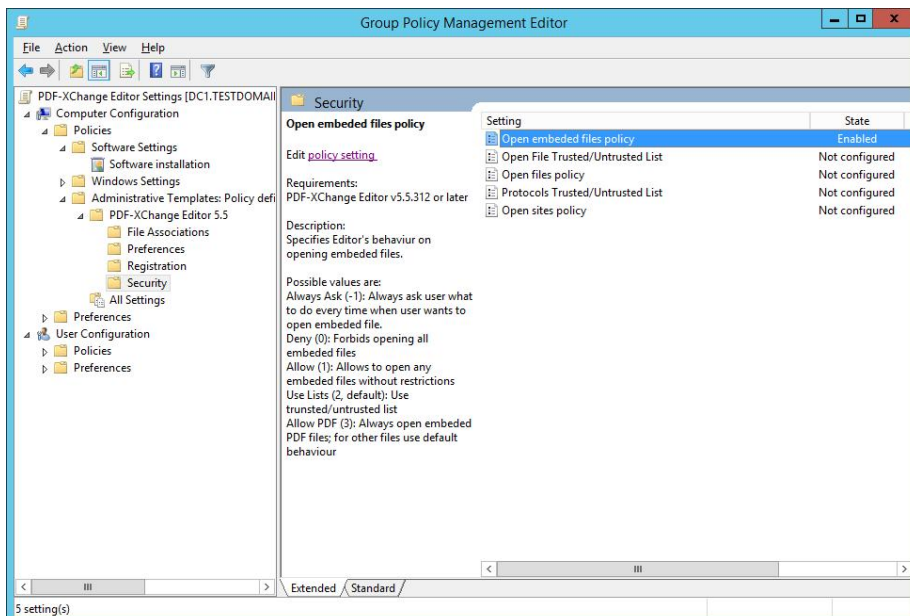 Group Policy Management Editor
File Action View Help
PDF-XChange Editor Settings [DC1.TESTDOMAI
Computer Configuration
Policies
Software Settings
Software installation
Windows Settings
Administrative Templates: Policy defi
PDF-XChange Editor 5.5
File Associations
Preferences
Registration
Security
All Settings
Preferences
User Configuration
Policies
Preferences
Security
Open embeded files policy
Edit policy setting
Requirements:
PDF-XChange Editor v5.5.312 or later
Description:
Specifies Editor's behaviur on
opening embeded files.
Possible values are:
Always Ask (-1): Always ask user what
to do every time when user wants to
open embeded file.
Deny (0): Forbids opening all
embeded files
Allow (1): Allows to open any
embeded files without restrictions
Use Lists (2, default): Use
trunsted/untrusted list
Allow PDF (3): Always open embeded
PDF files; for other files use default
behaviour
Setting State
Open embeded files policy Enabled
Open File Trusted/Untrusted List Not configured
Open files policy Not configured
Protocols Trusted/Untrusted List Not configured
Open sites policy Not configured
Extended Standard
5 setting(s)